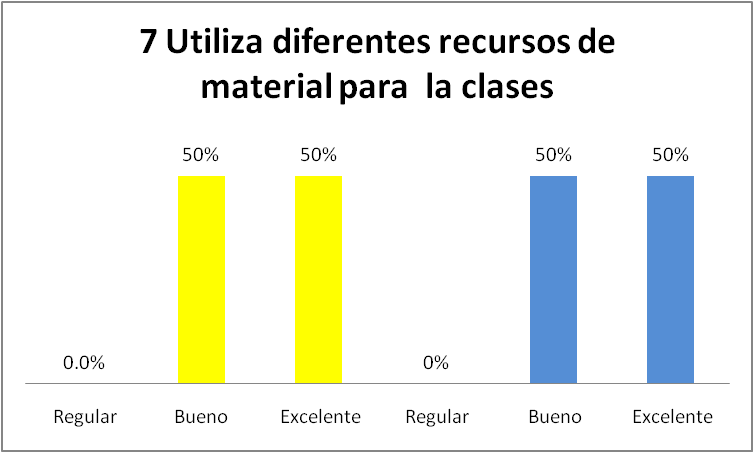 7 Utiliza diferentes recursos de
material para  la clases
50% 50% 50% 50%
0.0% 0%
Regular Bueno Excelente Regular Bueno Excelente